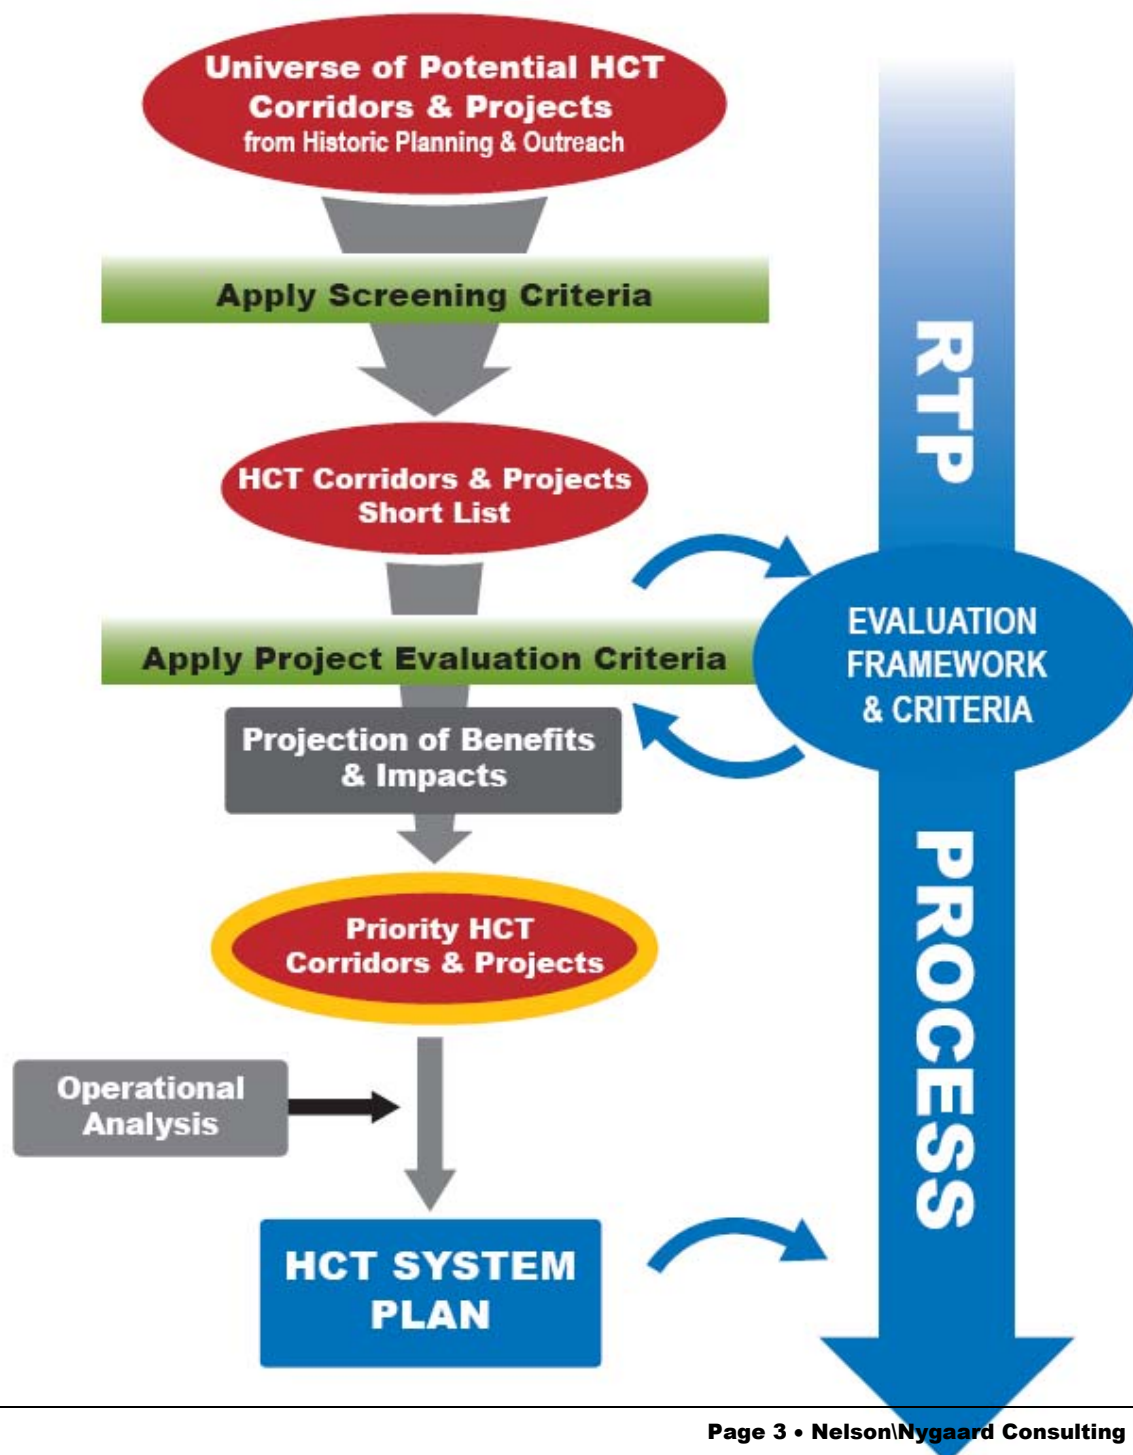 Universe of Potential HCT
Corridors & Projects
from Historic Planning & Outreach
Apply Screening Criteria
RTP
HCT Corridors & Projects
Short List
EVALUATION
FRAMEWORK
& CRITERIA
Apply Project Evaluation Criteria
Projection of Benefits
& Impacts
PROCESS
Priority HCT
Corridors & Projects
Operational
Analysis
HCT SYSTEM
PLAN
Page 3 • Nelson\Nygaard Consulting